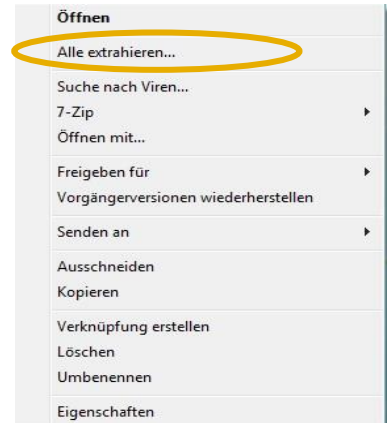 Öffnen
Alle extrahieren...
Suche nach Viren...
7-Zip
Öffnen mit...
Freigeben für
Vorgängerversionen wiederherstellen
Senden an
Ausschneiden
Kopieren
Verknüpfung erstellen
Löschen
Umbenennen
Eigenschaften